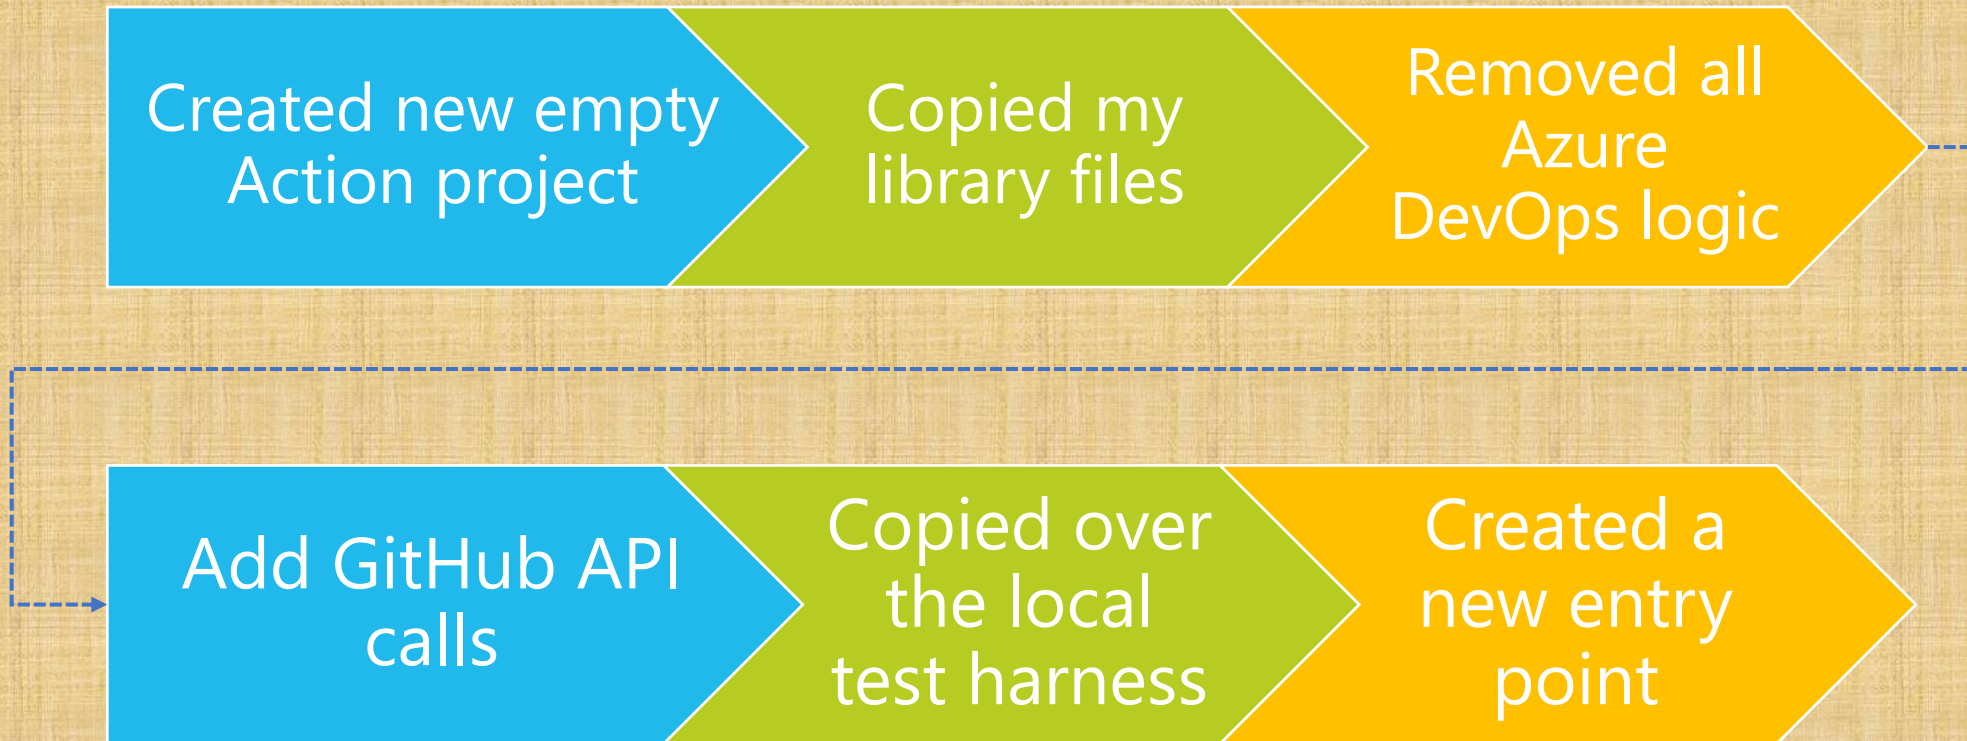 Created new empty
Action project
Copied my
library files
Removed all
Azure
DevOps logic
Add GitHub API
calls
Copied over
the local
test harness
Created a
new entry
point